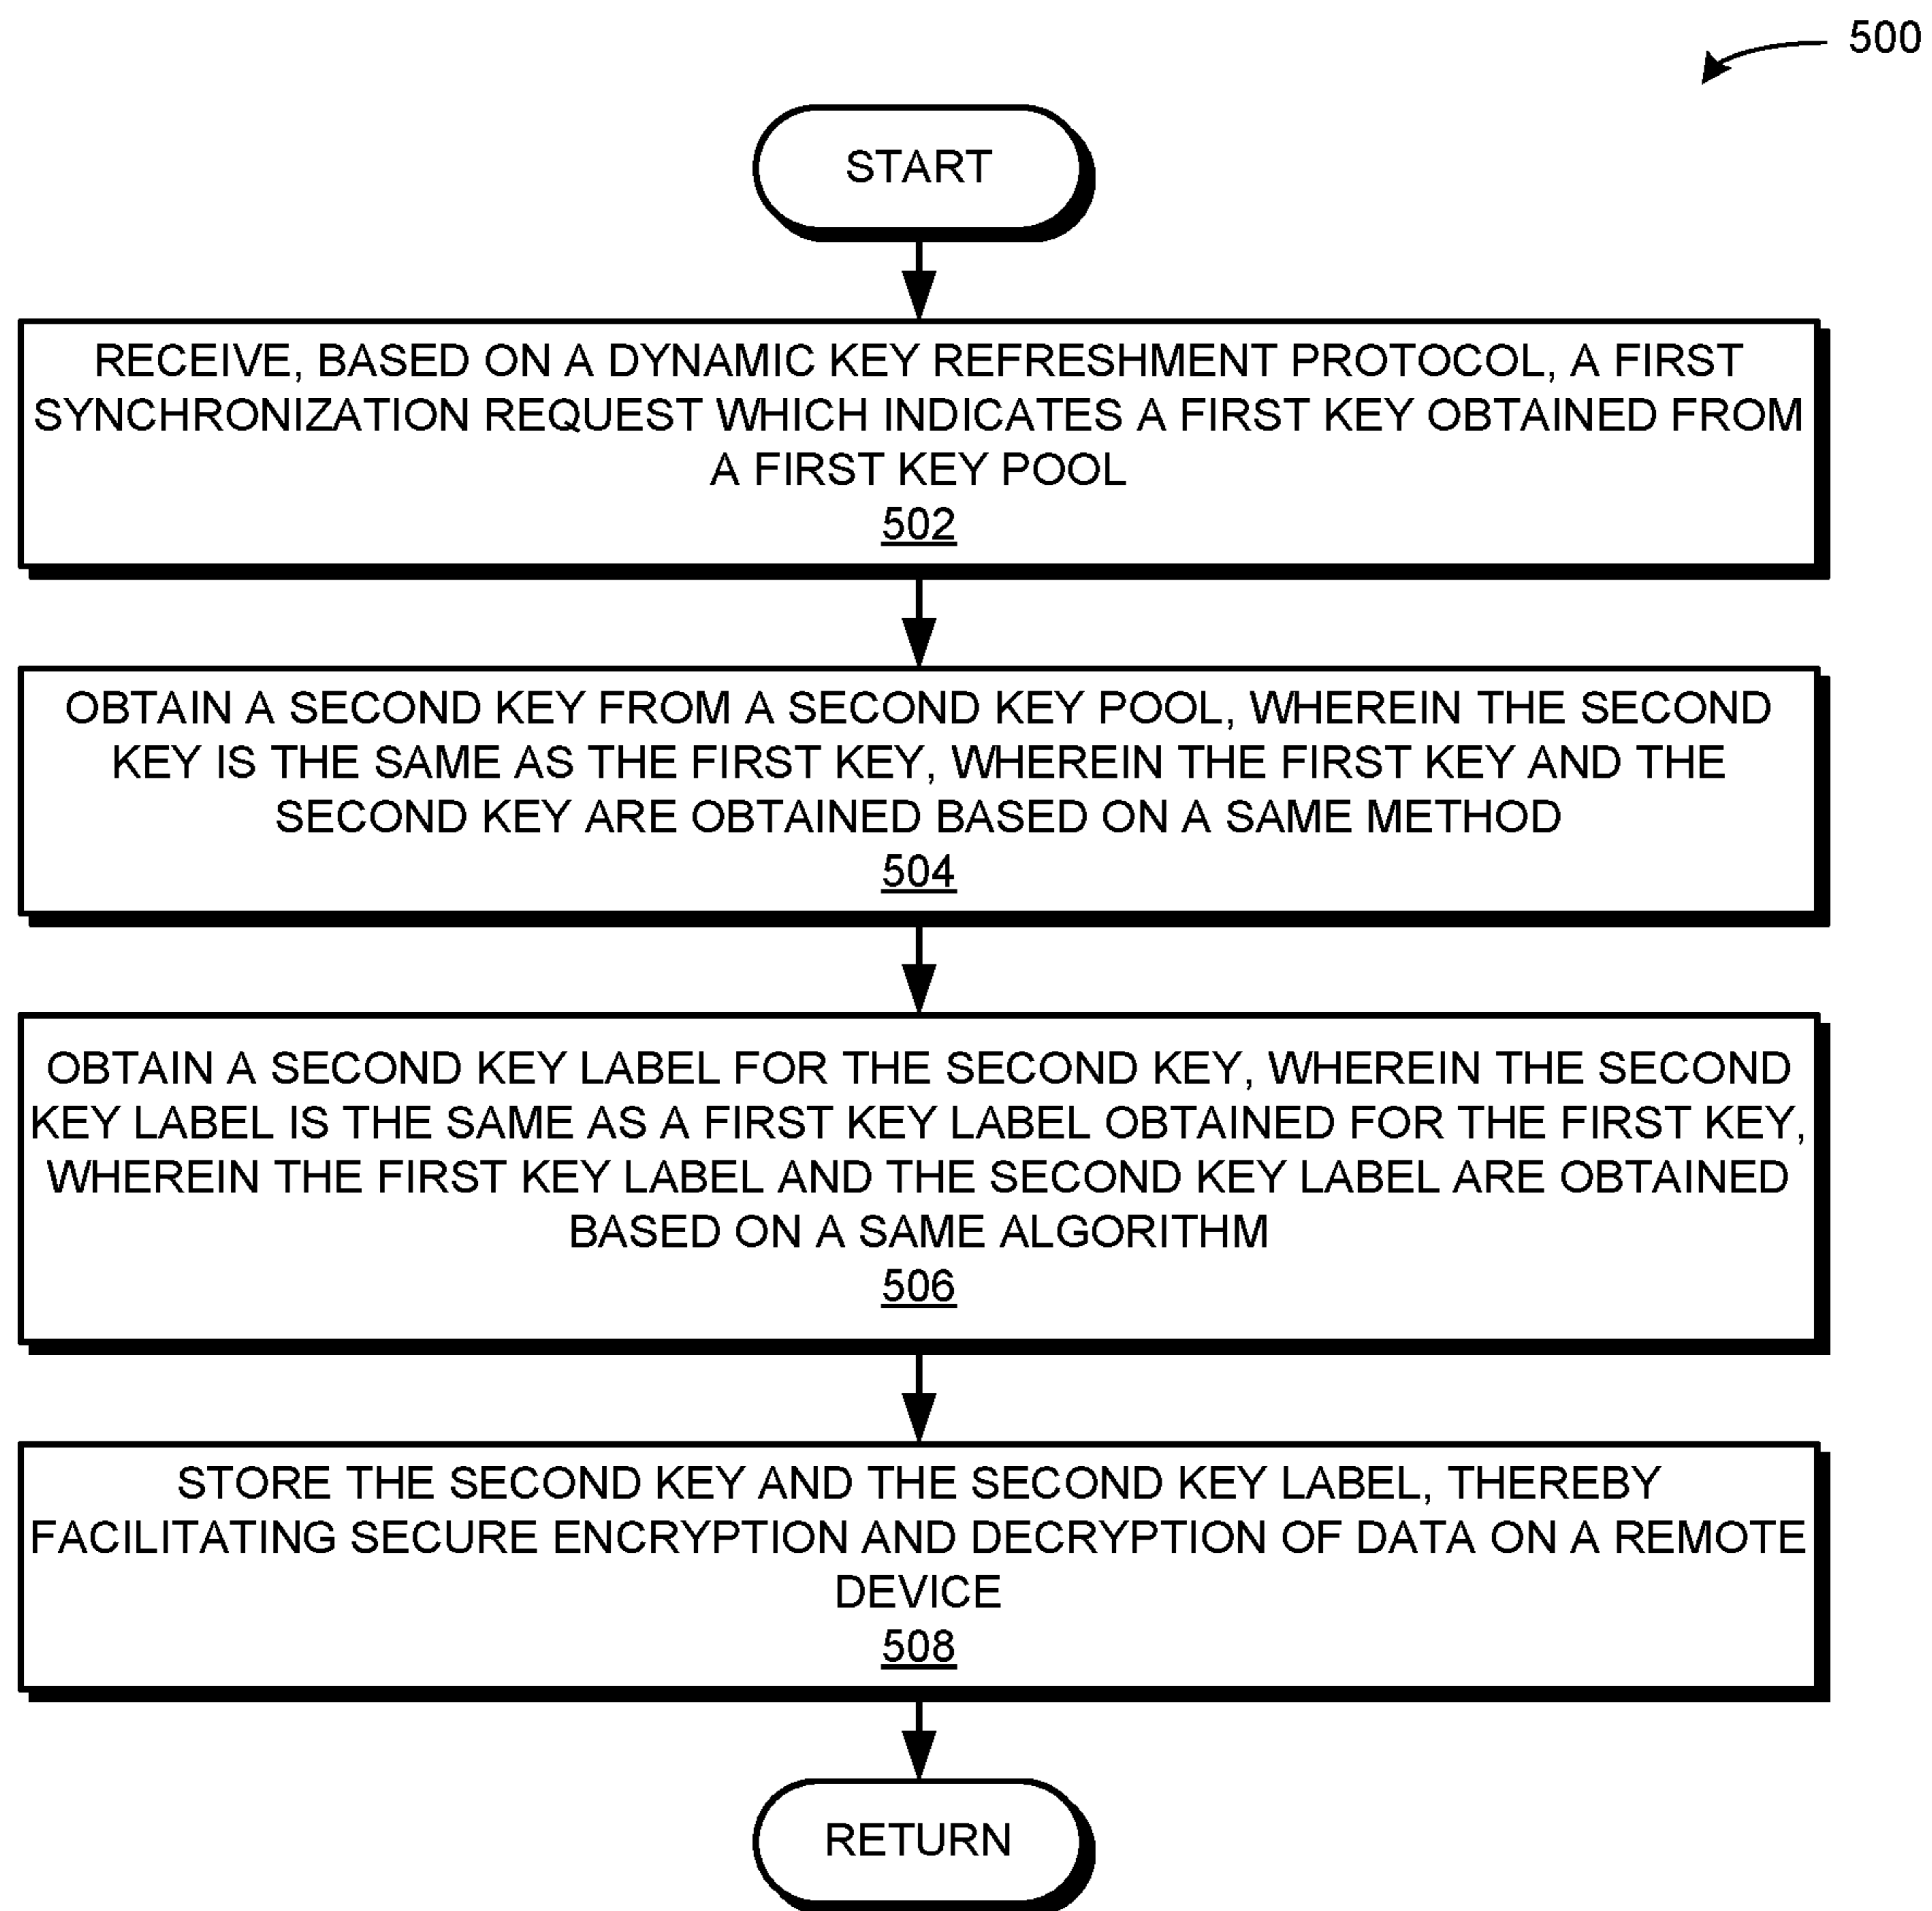 500
START
RECEIVE, BASED ON A DYNAMIC KEY REFRESHMENT PROTOCOL, A FIRST
SYNCHRONIZATION REQUEST WHICH INDICATES A FIRST KEY OBTAINED FROM
A FIRST KEY POOL
502
OBTAIN A SECOND KEY FROM A SECOND KEY POOL, WHEREIN THE SECOND
KEY IS THE SAME AS THE FIRST KEY, WHEREIN THE FIRST KEY AND THE
SECOND KEY ARE OBTAINED BASED ON A SAME METHOD
504
OBTAIN A SECOND KEY LABEL FOR THE SECOND KEY, WHEREIN THE SECOND
KEY LABEL IS THE SAME AS A FIRST KEY LABEL OBTAINED FOR THE FIRST KEY,
WHEREIN THE FIRST KEY LABEL AND THE SECOND KEY LABEL ARE OBTAINED
BASED ON A SAME ALGORITHM
506
STORE THE SECOND KEY AND THE SECOND KEY LABEL, THEREBY
FACILITATING SECURE ENCRYPTION AND DECRYPTION OF DATA ON A REMOTE
DEVICE
508
RETURN